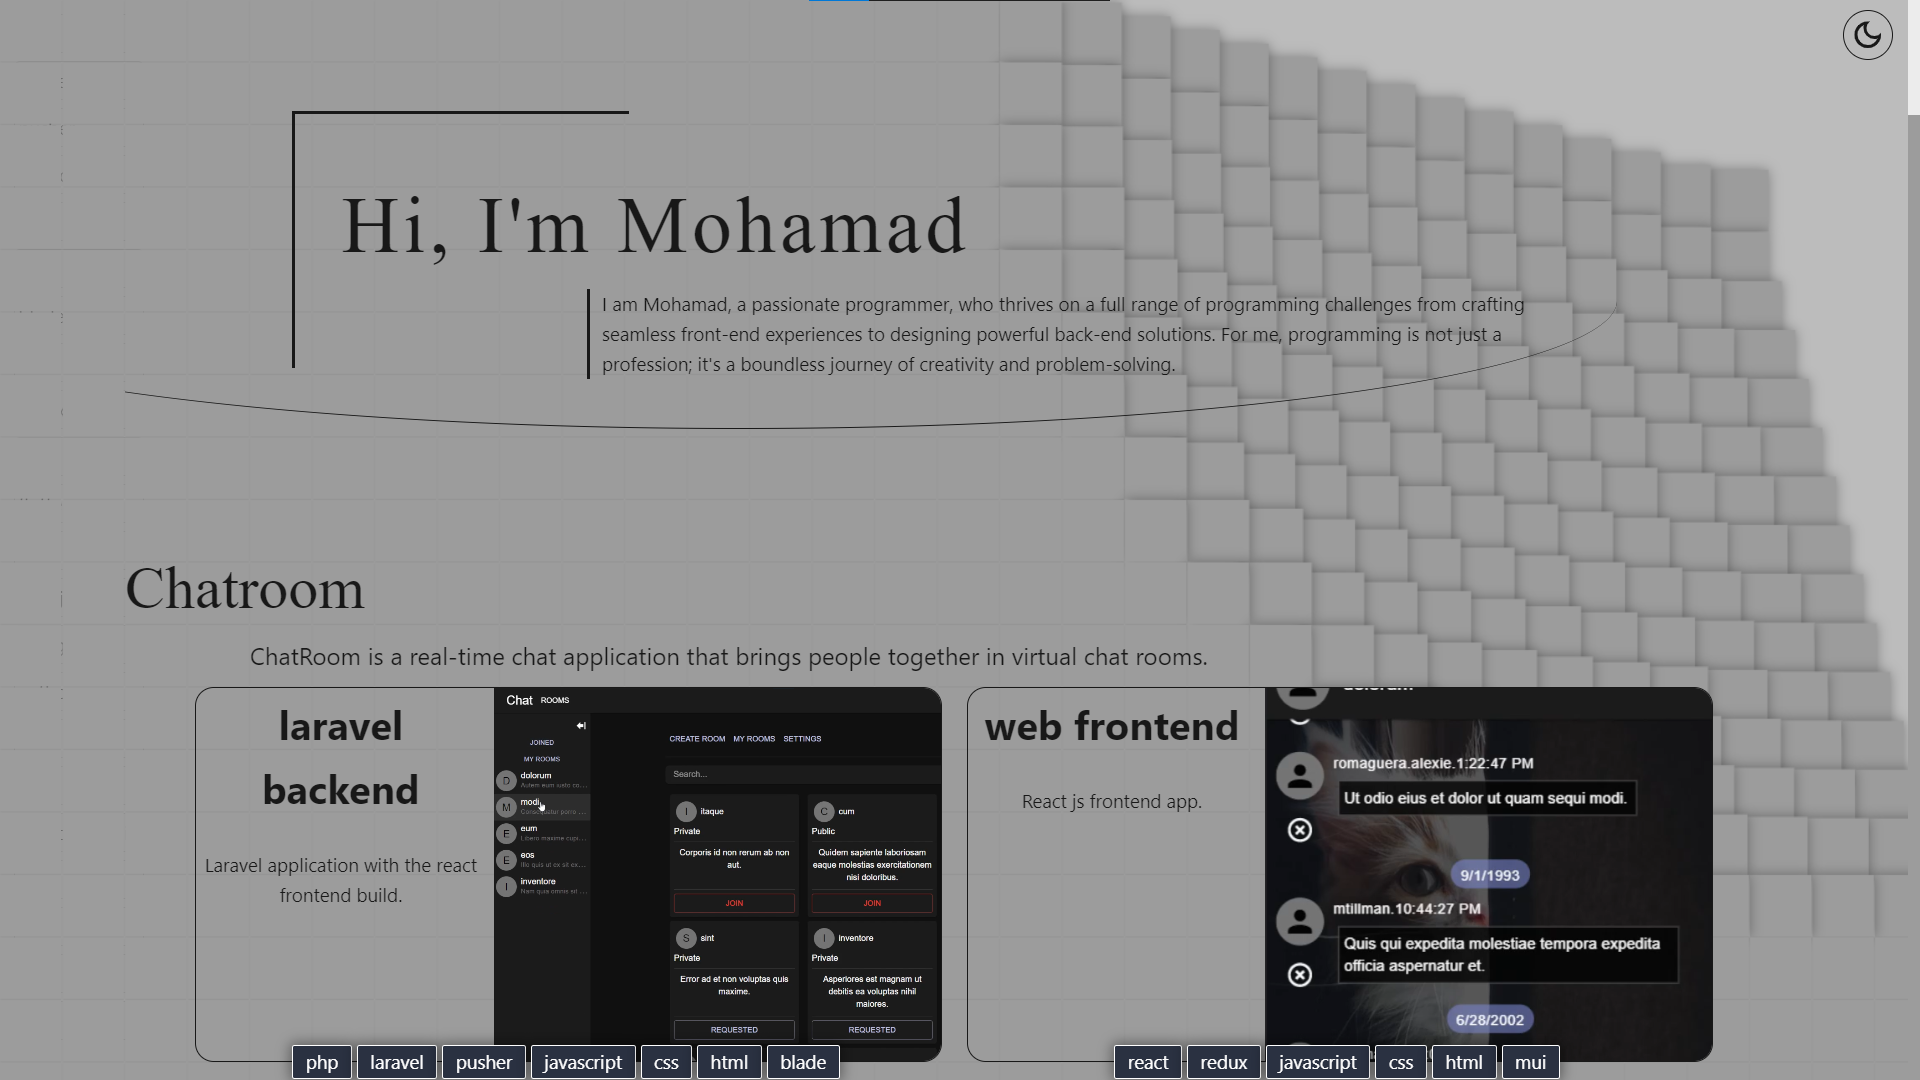 Hi, I'm Mohamad
I am Mohamad, a passionate programmer, who thrives on a full range of programming challenges from crafting
seamless front-end experiences to designing powerful back-end solutions. For me, programming is not just a
profession; it's a boundless journey of creativity and problem-solving.
Chatroom
ChatRoom is a real-time chat application that brings people together in virtual chat rooms.
laravel
backend
Laravel application with the react
frontend build.
Chat ROOMS
JOINED
MY ROOMS
dolorum
modi
eum
eos
inventore
CREATE ROOM MY ROOMS SETTINGS
Search...
I itaque
Private
Corporis id non rerum ab non
aut.
JOIN
C cum
Public
Quidem sapiente laboriosam
eaque molestias exercitationem
nisi doloribus.
JOIN
S sint
Private
Error ad et non voluptas quis
maxime.
REQUESTED
I inventore
Private
Asperiores est magnam ut
debitis ea voluptas nihil
maiores.
REQUESTED
php laravel pusher javascript css html blade
web frontend
React js frontend app.
romaguera.alexie.1:22:47 PM
Ut odio eius et dolor ut quam sequi modi.
9/1/1993
mtillman.10:44:27 PM
Quis qui expedita molestiae tempora expedita
officia aspernatur et.
6/28/2002
react redux javascript css html mui